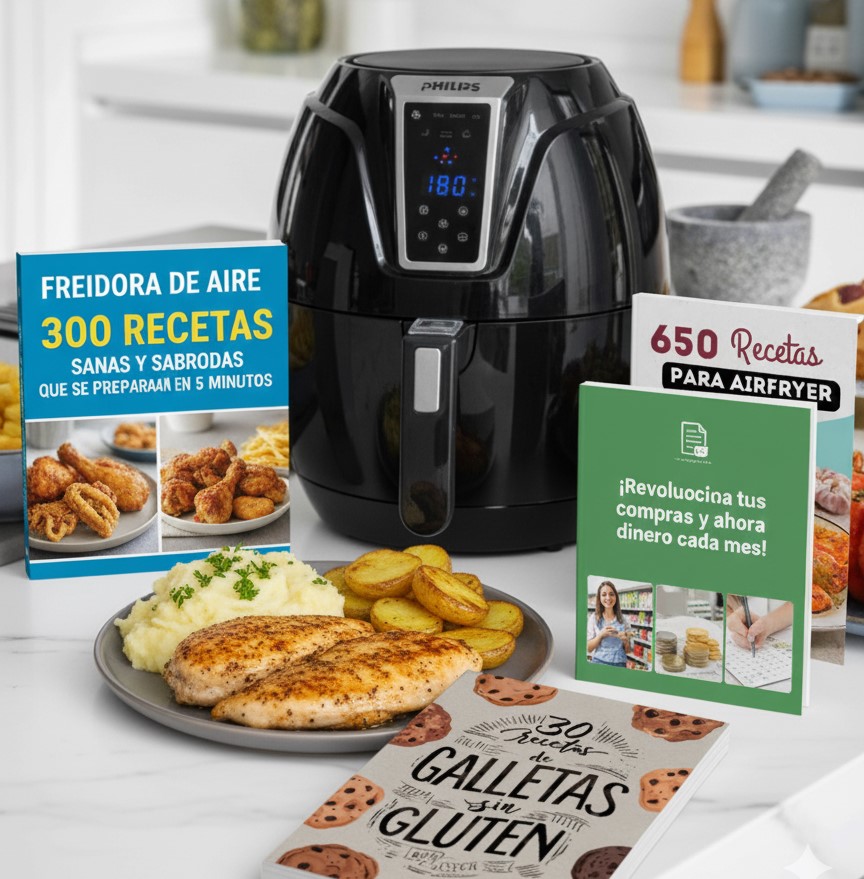 PHILIPS
180
FREIDORA DE AIRE
300 RECETAS
SANAS Y SABRODAS
QUE SE PREPARAAN EN 5 MINUTOS
650 Recetas
PARA AIRFRYER
¡Revoluocina tus
compras y ahora
dinero cada mes!
30
recetas
de
GALLETAS
sin
GLUTEN